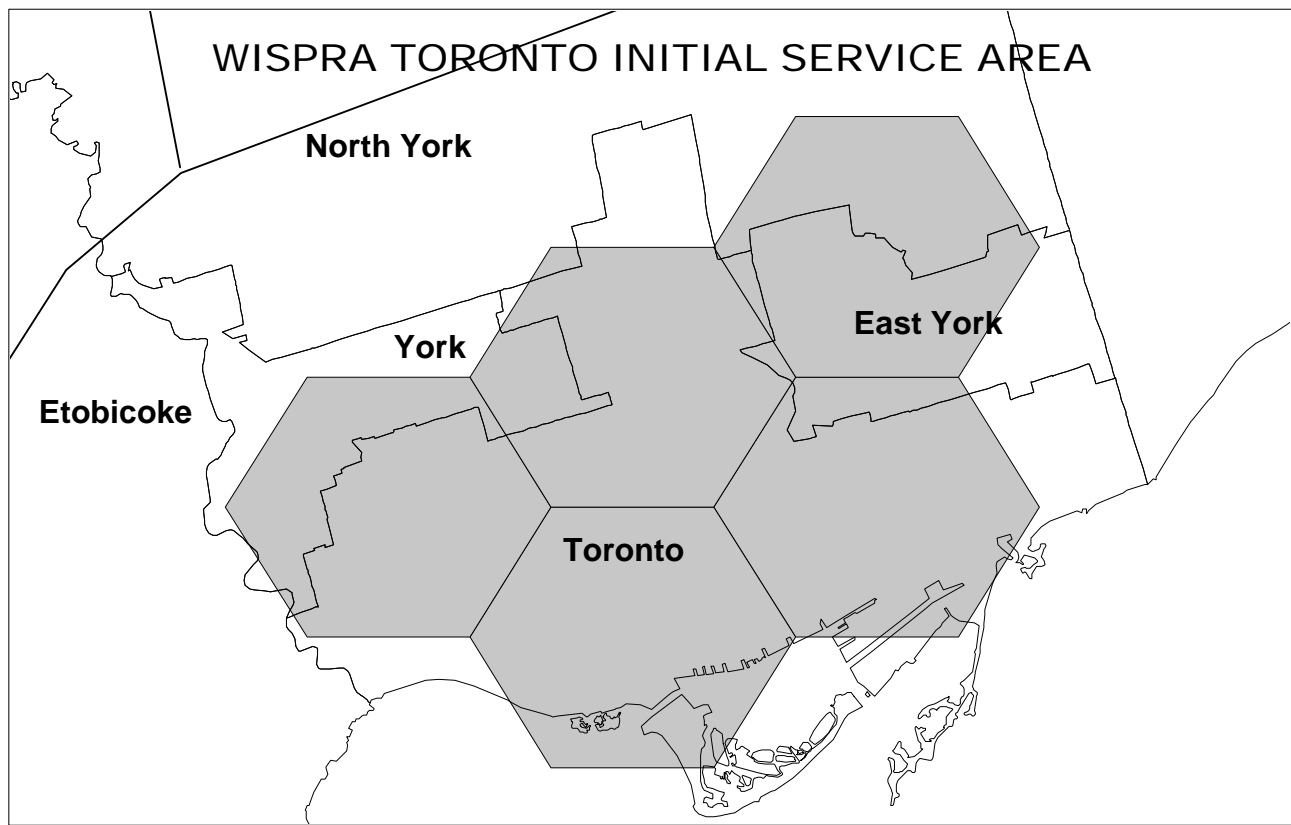 WISPRA TORONTO INITIAL SERVICE AREA
North York
East York
York
Etobicoke
Toronto